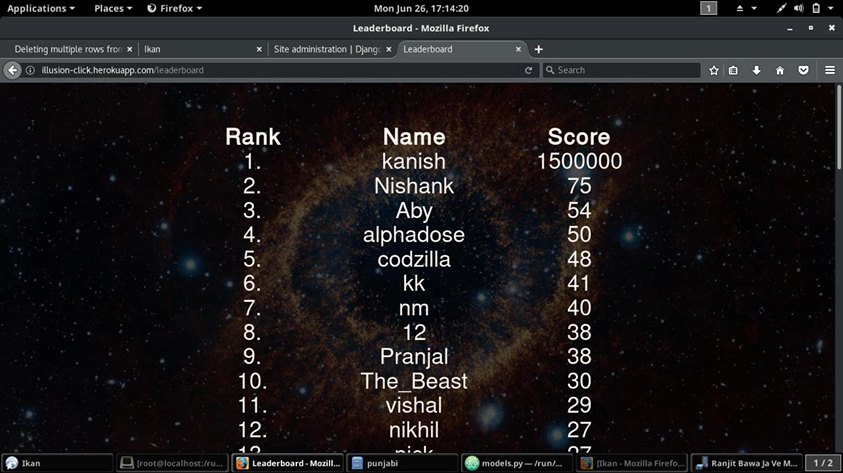 Applications Places Firefox Mon Jun 26, 17:14:20 1
Leaderboard - Mozilla Firefox
Deleting multiple rows fron Ikan Site administration | Djang Leaderboard
illusion-click.herokuapp.com/leaderboard Search
Rank Name Score
1. kanish 1500000
2. Nishank 75
3. Aby 54
4. alphadose 50
5. codzilla 48
6. kk 41
7. nm 40
8. 12 38
9. Pranjal 38
10. The_Beast 30
11. vishal 29
12. nikhil 27
13. nick 27
Ikan [root@localhost:/ru... Leaderboard - Mozill... punjabi models.py — /run/... [Ikan - Mozilla Firefo... Ranjit Bawa Ja Ve M... 1 / 2